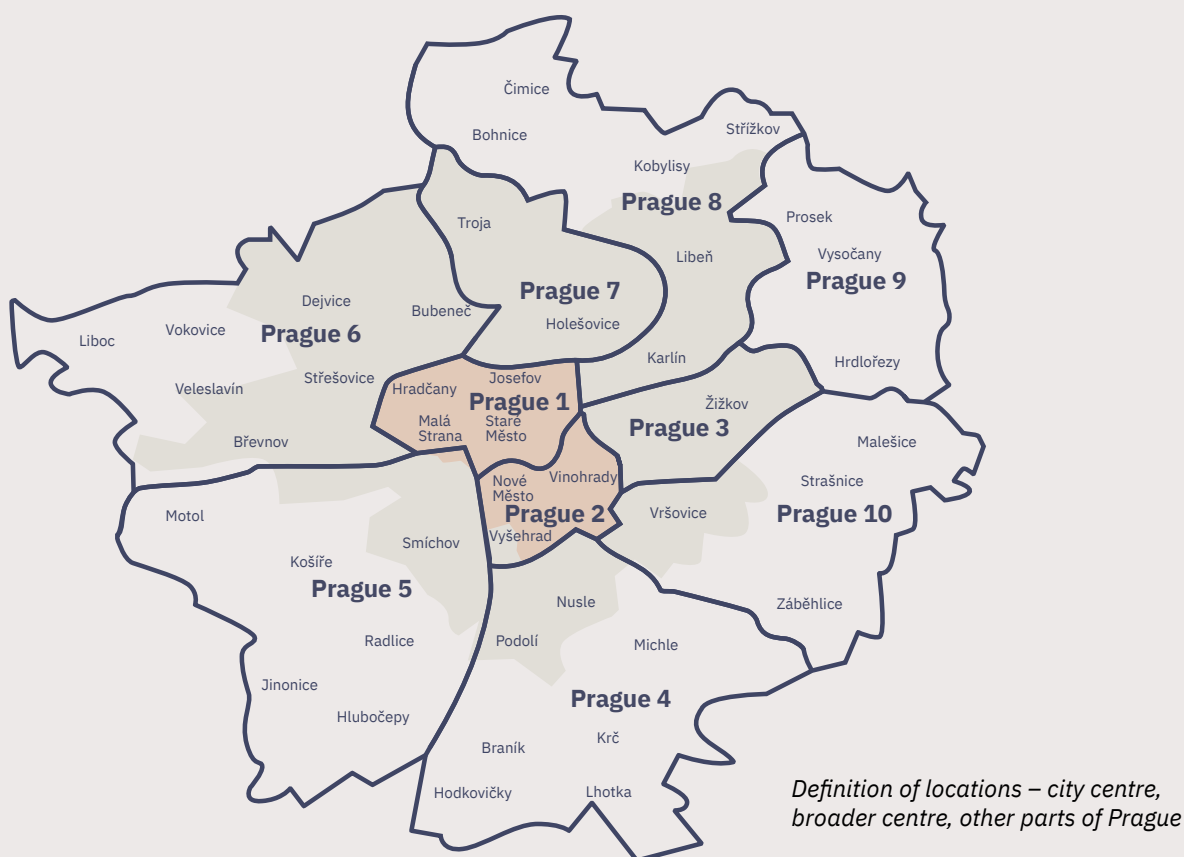 Čimice
Střížkov
Bohnice
Kobylisy
Prague 8
Troja
Prosek
Libeň
Vysočany
Prague 9
Prague 7
Dejvice
Bubeneč
Holešovice
Vokovice
Prague 6
Liboc
Karlín
Hrdlořezy
Střešovice
Josefov
Veleslavín
Hradčany
Prague 1
Žižkov
Malá
Strana
Staré
Město
Prague 3
Břevnov
Malešice
Vinohrady
Nové
Město
Strašnice
Prague 2
Vršovice
Prague 10
Motol
Vyšehrad
Smíchov
Košíře
Prague 5
Nusle
Záběhlice
Radlice
Podolí
Michle
Jinonice
Prague 4
Hlubočepy
Krč
Braník
Hodkovičky
Lhotka
Definition of locations – city centre,
broader centre, other parts of Prague